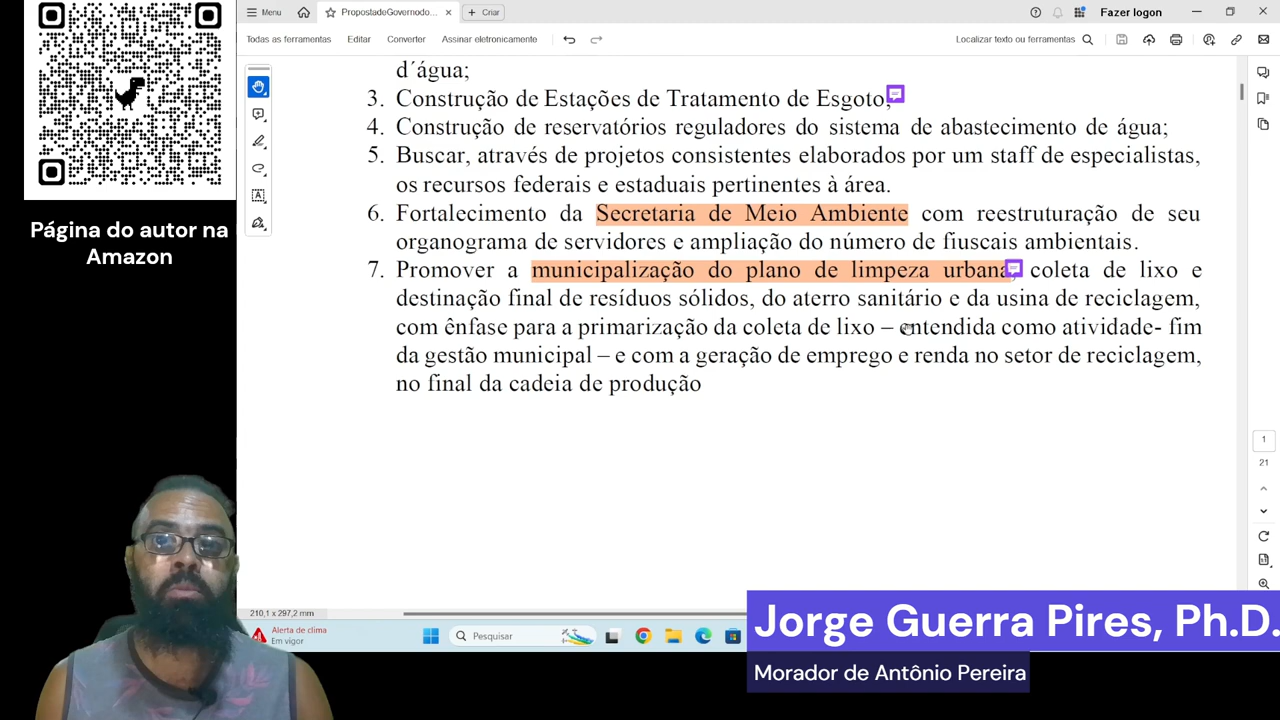 Menu
PropostadeGovernodo...
Criar
Fazer logon
Todas as ferramentas
Editar
Converter
Assinar eletronicamente
Localizar texto ou ferramentas
d´água;
3. Construção de Estações de Tratamento de Esgoto;
4. Construção de reservatórios reguladores do sistema de abastecimento de água;
5. Buscar, através de projetos consistentes elaborados por um staff de especialistas,
os recursos federais e estaduais pertinentes à área.
6. Fortalecimento da Secretaria de Meio Ambiente com reestruturação de seu
organograma de servidores e ampliação do número de fiuscais ambientais.
7. Promover a municipalização do plano de limpeza urbana, coleta de lixo e
destinação final de resíduos sólidos, do aterro sanitário e da usina de reciclagem,
com ênfase para a primarização da coleta de lixo – entendida como atividade- fim
da gestão municipal – e com a geração de emprego e renda no setor de reciclagem,
no final da cadeia de produção
Página do autor na
Amazon
1
21
210,1 x 297,2 mm
Alerta de clima
Em vigor
Pesquisar
Jorge Guerra Pires, Ph.D.
Morador de Antônio Pereira